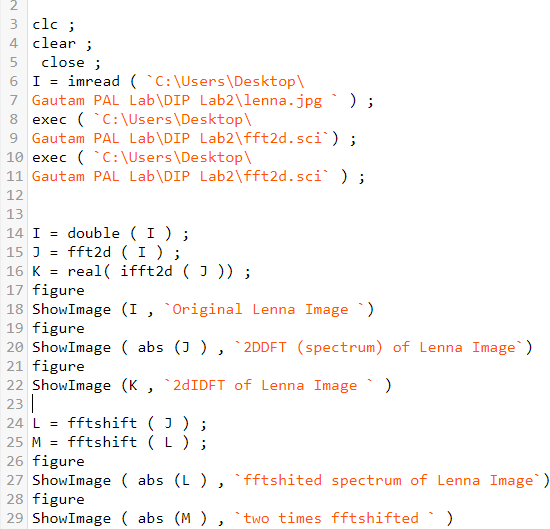 2
3 clc ;
4 clear ;
5  close ;
6 I = imread ( `C:\Users\Desktop\
7 Gautam PAL Lab\DIP Lab2\lenna.jpg ` ) ;
8 exec ( `C:\Users\Desktop\
9 Gautam PAL Lab\DIP Lab2\fft2d.sci`) ;
10 exec ( `C:\Users\Desktop\
11 Gautam PAL Lab\DIP Lab2\fft2d.sci` ) ;
12
13
14 I = double ( I ) ;
15 J = fft2d ( I ) ;
16 K = real( ifft2d ( J )) ;
17 figure
18 ShowImage (I , `Original Lenna Image `)
19 figure
20 ShowImage ( abs (J ) , `2DDFT (spectrum) of Lenna Image`)
21 figure
22 ShowImage (K , `2dIDFT of Lenna Image ` )
23
24 L = fftshift ( J ) ;
25 M = fftshift ( L ) ;
26 figure
27 ShowImage ( abs (L ) , `fftshited spectrum of Lenna Image`)
28 figure
29 ShowImage ( abs (M ) , `two times fftshifted ` )